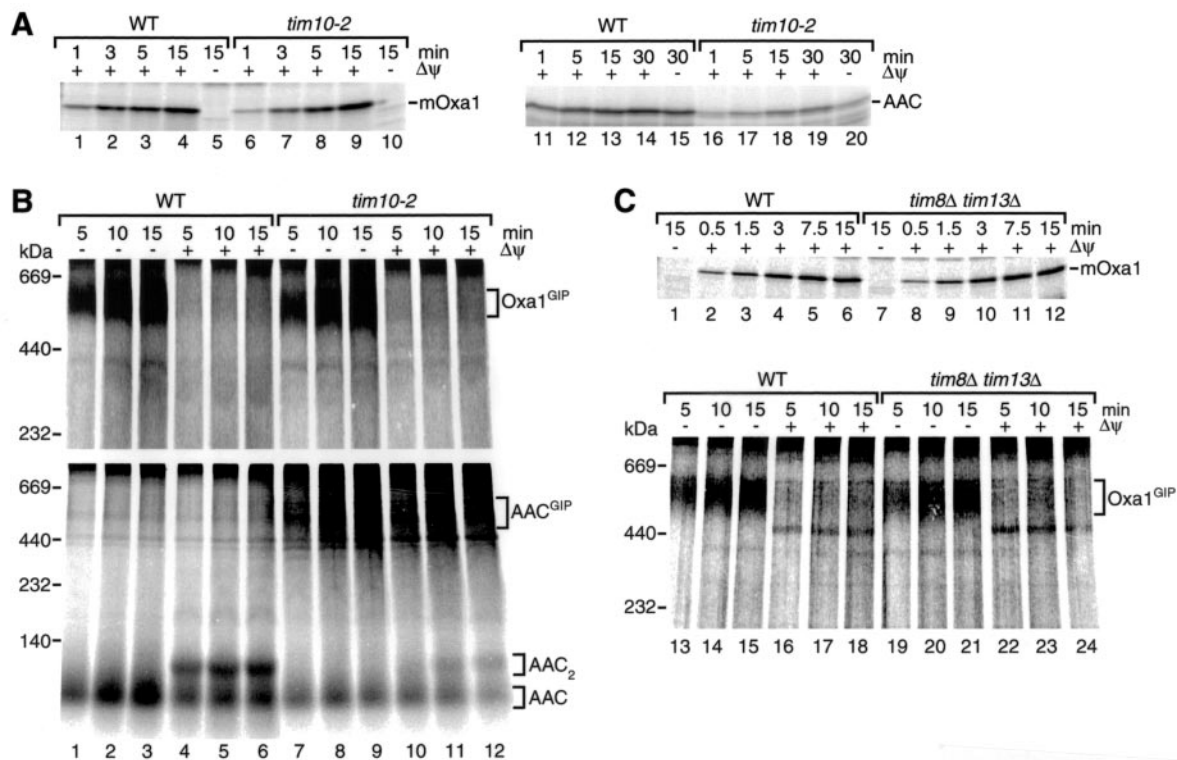 A
WT tim10-2
1 3 5 15 15 1 3 5 15 15 min
+ + + + - + + + + - Δψ
mOxa1
1 2 3 4 5 6 7 8 9 10
WT tim10-2
1 5 15 30 30 1 5 15 30 30 min
+ + + + - + + + + - Δψ
AAC
11 12 13 14 15 16 17 18 19 20
B
WT tim10-2
5 10 15 5 10 15 5 10 15 5 10 15 min
kDa - - - + + + - - - + + + Δψ
669
Oxa1GIP
440
232
669
AACGIP
440
232
140
AAC2
AAC
1 2 3 4 5 6 7 8 9 10 11 12
C
WT tim8Δ tim13Δ
15 0.5 1.5 3 7.5 15 15 0.5 1.5 3 7.5 15 min
- + + + + + - + + + + + Δψ
mOxa1
1 2 3 4 5 6 7 8 9 10 11 12
WT tim8Δ tim13Δ
5 10 15 5 10 15 5 10 15 5 10 15 min
kDa - - - + + + - - - + + + Δψ
669
Oxa1GIP
440
232
13 14 15 16 17 18 19 20 21 22 23 24